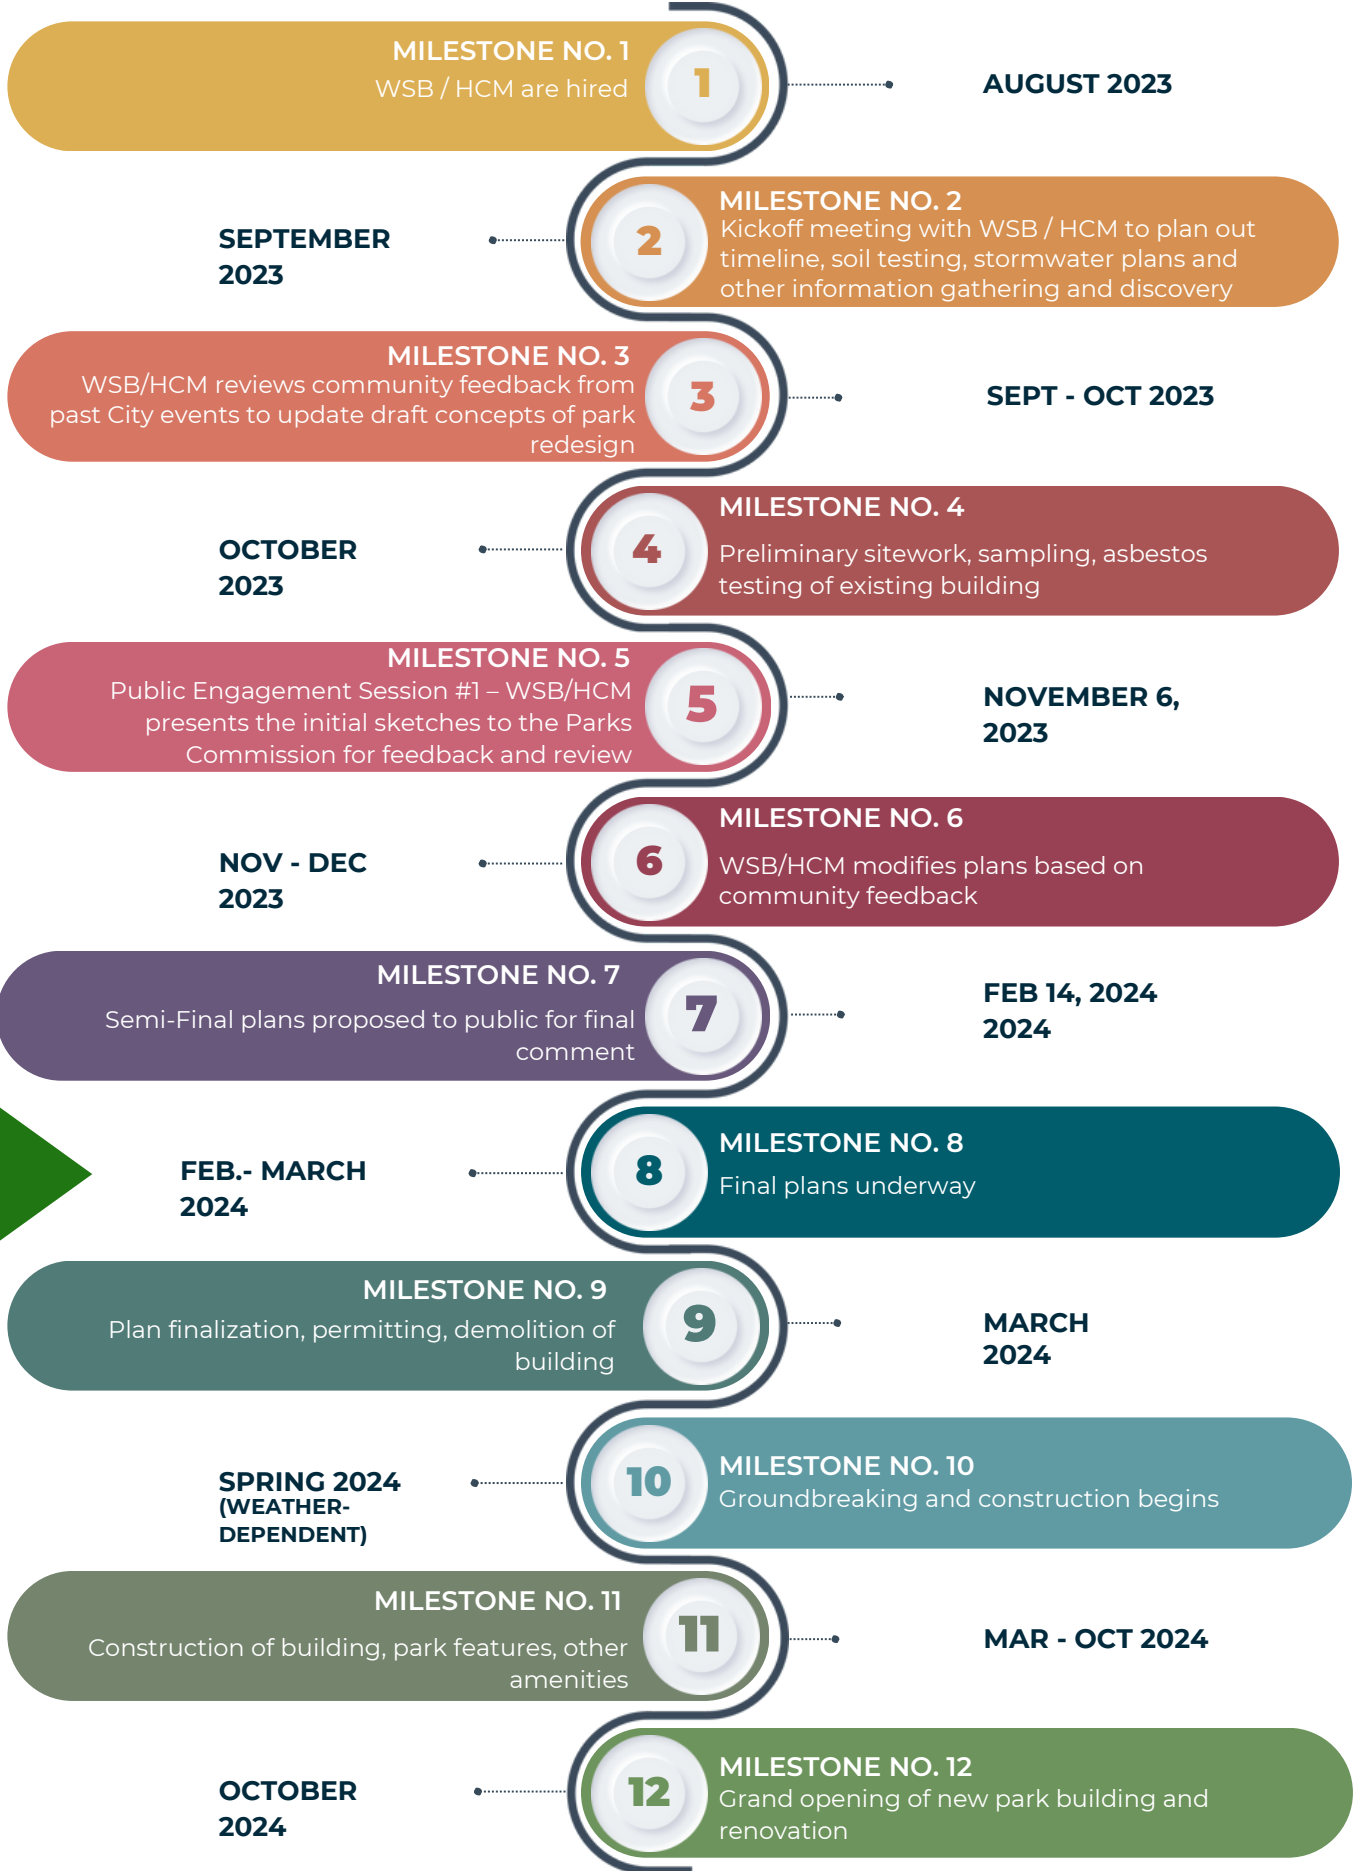 MILESTONE NO. 1
WSB / HCM are hired
1
AUGUST 2023
SEPTEMBER
2023
2
MILESTONE NO. 2
Kickoff meeting with WSB / HCM to plan out
timeline, soil testing, stormwater plans and
other information gathering and discovery
MILESTONE NO. 3
WSB/HCM reviews community feedback from
past City events to update draft concepts of park
redesign
3
SEPT - OCT 2023
OCTOBER
2023
4
MILESTONE NO. 4
Preliminary sitework, sampling, asbestos
testing of existing building
MILESTONE NO. 5
Public Engagement Session #1 – WSB/HCM
presents the initial sketches to the Parks
Commission for feedback and review
5
NOVEMBER 6,
2023
NOV - DEC
2023
6
MILESTONE NO. 6
WSB/HCM modifies plans based on
community feedback
MILESTONE NO. 7
Semi-Final plans proposed to public for final
comment
7
FEB 14, 2024
2024
FEB.- MARCH
2024
8
MILESTONE NO. 8
Final plans underway
MILESTONE NO. 9
Plan finalization, permitting, demolition of
building
9
MARCH
2024
SPRING 2024
(WEATHER-
DEPENDENT)
10
MILESTONE NO. 10
Groundbreaking and construction begins
MILESTONE NO. 11
Construction of building, park features, other
amenities
11
MAR - OCT 2024
OCTOBER
2024
12
MILESTONE NO. 12
Grand opening of new park building and
renovation